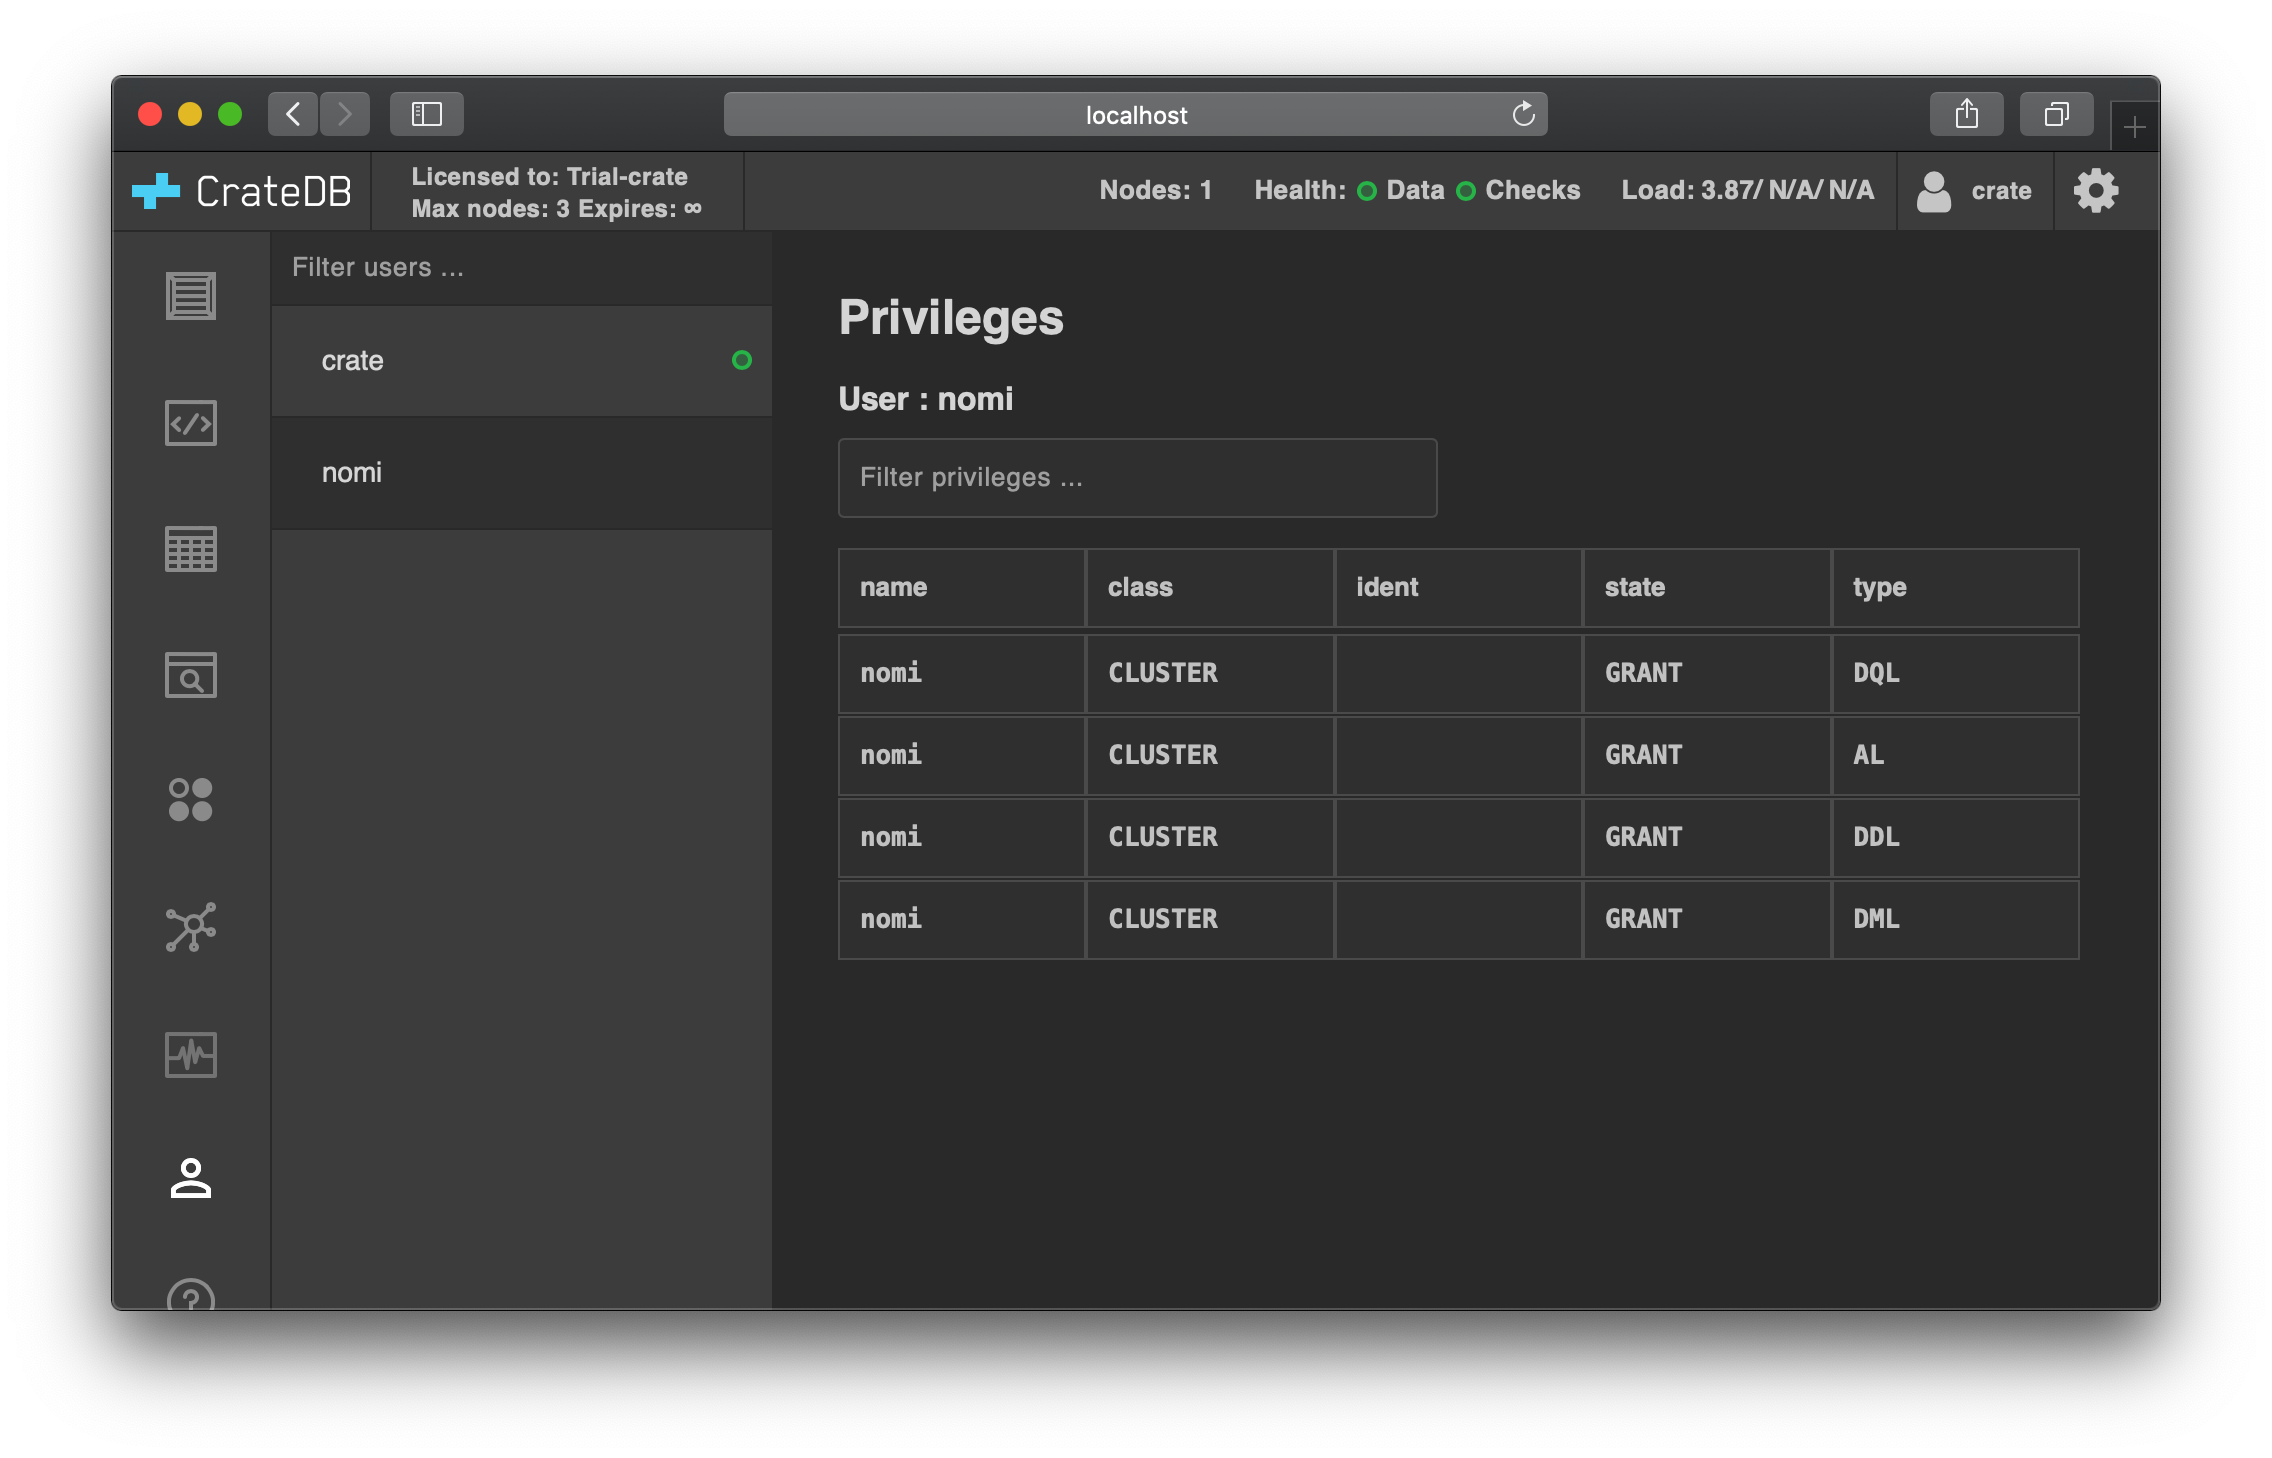 localhost
CrateDB
Licensed to: Trial-crate
Max nodes: 3 Expires: ∞
Nodes: 1 Health: Data Checks Load: 3.87/ N/A/ N/A
crate
Filter users ...
crate
nomi
Privileges
User : nomi
Filter privileges ...
name class ident state type
nomi CLUSTER GRANT DQL
nomi CLUSTER GRANT AL
nomi CLUSTER GRANT DDL
nomi CLUSTER GRANT DML